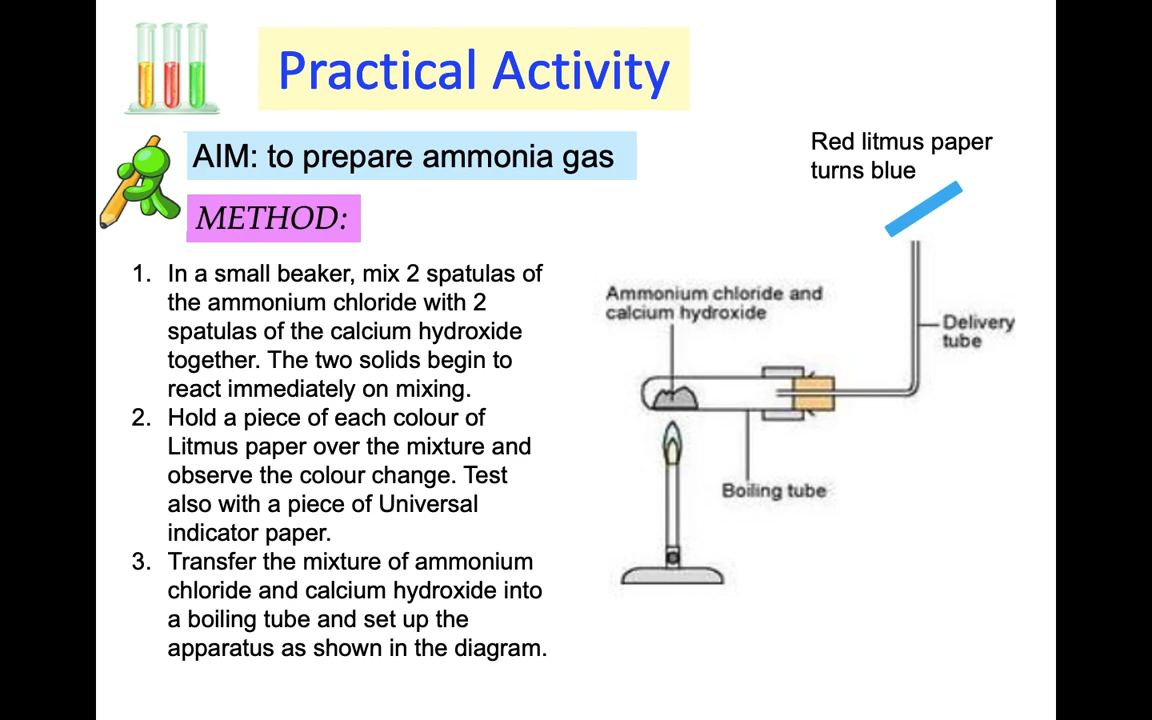 Practical Activity
AIM: to prepare ammonia gas
METHOD:
1. In a small beaker, mix 2 spatulas of
the ammonium chloride with 2
spatulas of the calcium hydroxide
together. The two solids begin to
react immediately on mixing.
2. Hold a piece of each colour of
Litmus paper over the mixture and
observe the colour change. Test
also with a piece of Universal
indicator paper.
3. Transfer the mixture of ammonium
chloride and calcium hydroxide into
a boiling tube and set up the
apparatus as shown in the diagram.
Red litmus paper
turns blue
Ammonium chloride and
calcium hydroxide
Delivery
tube
Boiling tube